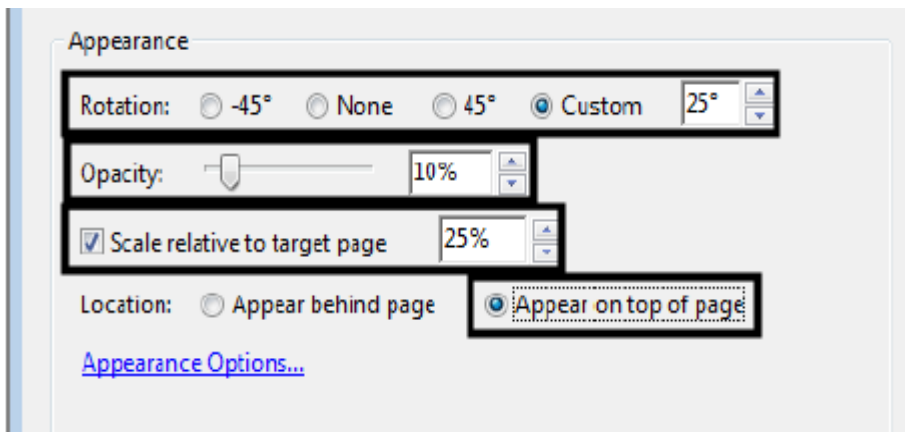 Appearance
Rotation: -45° None 45° Custom 25°
Opacity: 10%
Scale relative to target page 25%
Location: Appear behind page Appear on top of page
Appearance Options...